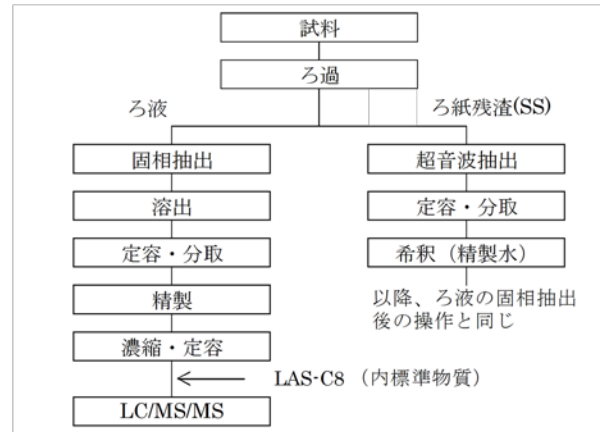 試料
ろ過
ろ液
ろ紙残渣(SS)
固相抽出
溶出
定容・分取
精製
濃縮・定容
LAS-C8 （内標準物質）
LC/MS/MS
超音波抽出
定容・分取
希釈（精製水）
以降、ろ液の固相抽出
後の操作と同じ